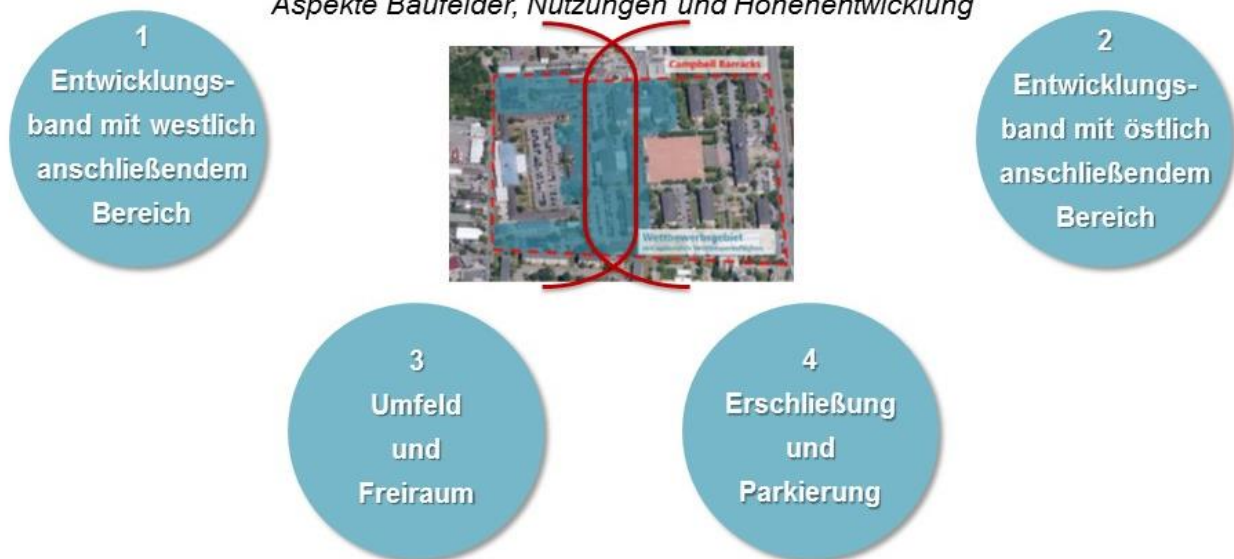 Aspekte Baufelder, Nutzungen und Höhenentwicklung
1
Entwicklungs-
band mit westlich
anschließendem
Bereich
Campbell Barracks
Wettbewerbsgebiet
2
Entwicklungs-
band mit östlich
anschließendem
Bereich
3
Umfeld
und
Freiraum
4
Erschließung
und
Parkierung